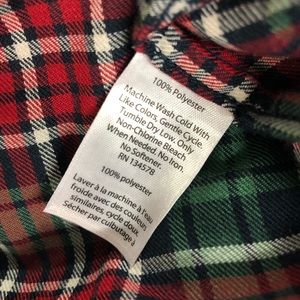 100% Polyester
Machine Wash Cold With
Like Colors, Gentle Cycle.
Tumble Dry Low, Only
Non-Chlorine Bleach
When Needed. No Iron.
No Softener.
RN 134578
100% polyester
Laver à la machine à l'eau
froide avec des couleurs
similaires, cycle doux.
Sécher par culbutage à